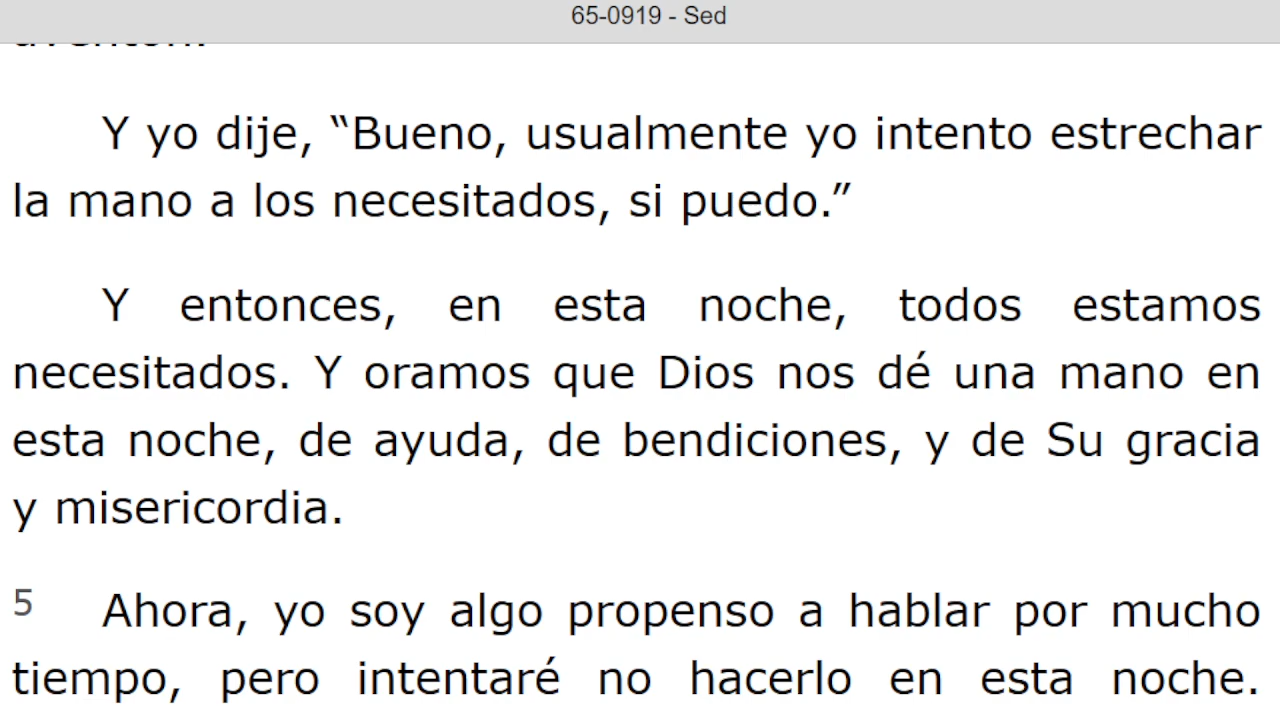 65-0919 - Sed
Y yo dije, “Bueno, usualmente yo intento estrechar
la mano a los necesitados, si puedo.”
Y entonces, en esta noche, todos estamos
necesitados. Y oramos que Dios nos dé una mano en
esta noche, de ayuda, de bendiciones, y de Su gracia
y misericordia.
5 Ahora, yo soy algo propenso a hablar por mucho
tiempo, pero intentaré no hacerlo en esta noche.